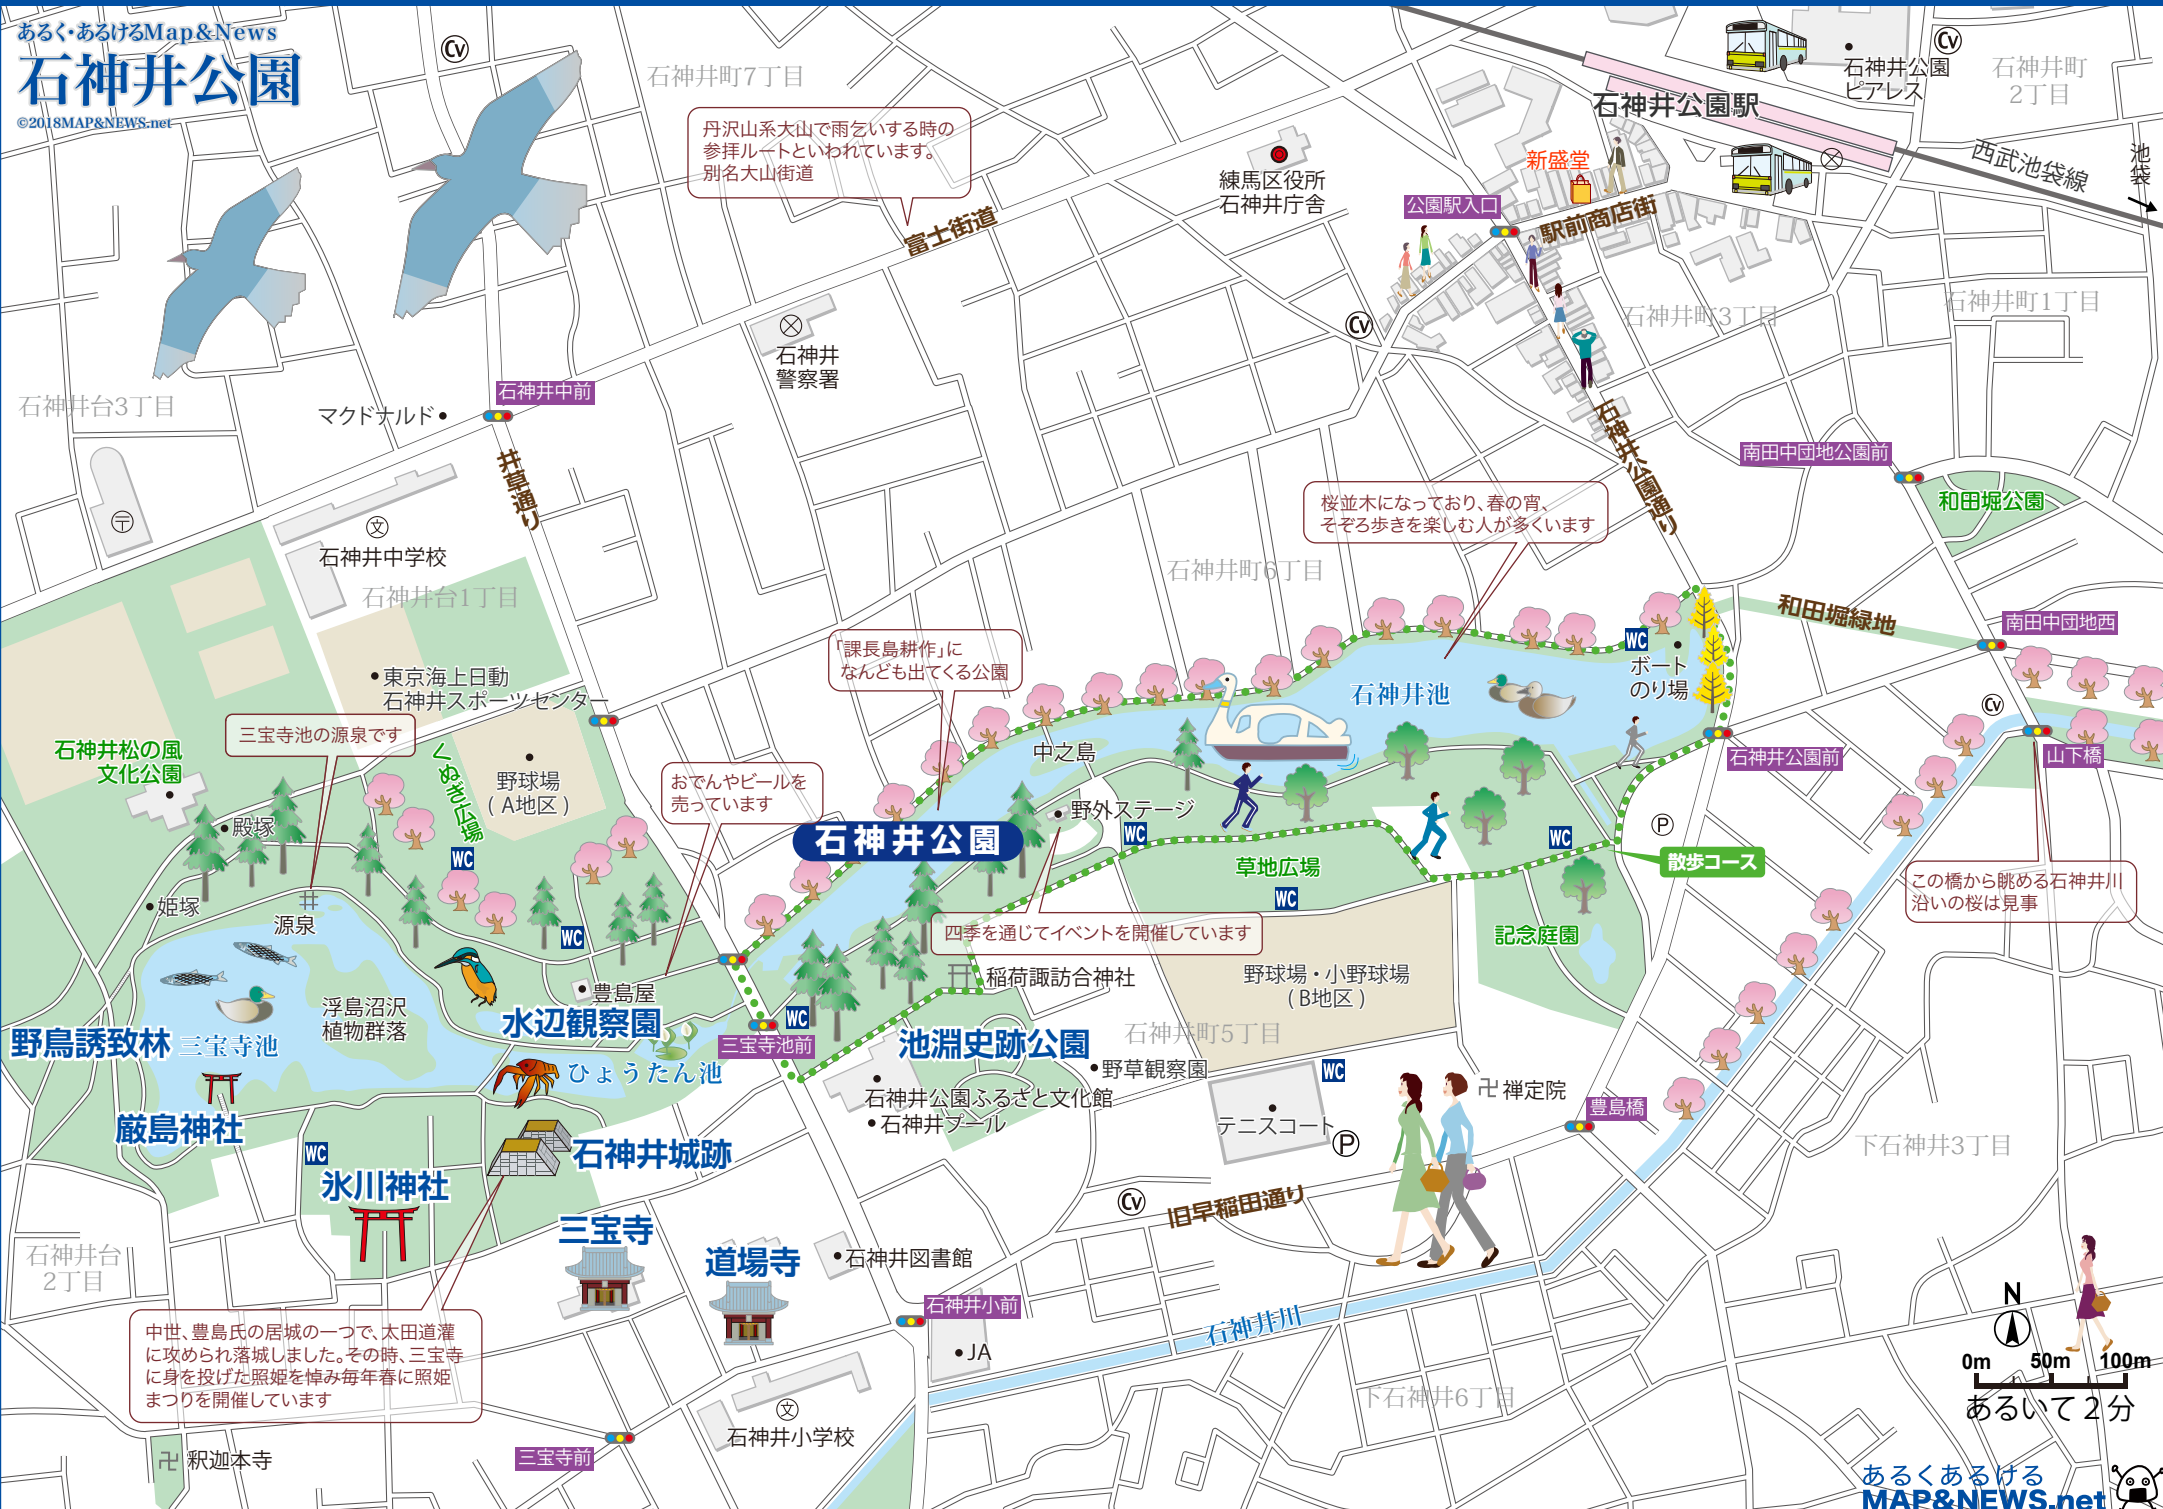 あるく・あるけるMap&News
石神井公園
©2018MAP&NEWS.net
Cv
石神井町7丁目
丹沢山系大山で雨乞いする時の
参拝ルートといわれています。
別名大山街道
富士街道
練馬区役所
石神井庁舎
石神井公園駅
石神井公園
ピアレス
Cv
石神井町
2丁目
西武池袋線
池袋
新盛堂
公園駅入口
駅前商店街
石神井町3丁目
石神井町1丁目
Cv
石神井
警察署
石神井台3丁目
マクドナルド
石神井中前
井草通り
石神井公園通り
南田中団地公園前
和田堀公園
〒
文
石神井中学校
石神井台1丁目
桜並木になっており、春の宵、
そぞろ歩きを楽しむ人が多くいます
石神井町6丁目
和田堀緑地
南田中団地西
「課長島耕作」に
なんども出てくる公園
WC
ボート
のり場
石神井池
東京海上日動
石神井スポーツセンター
三宝寺池の源泉です
石神井松の風
文化公園
くぬぎ広場
野球場
(A地区)
中之島
おでんやビールを
売っています
石神井公園前
Cv
山下橋
野外ステージ
WC
石神井公園
殿塚
WC
草地広場
WC
P
散歩コース
WC
この橋から眺める石神井川
沿いの桜は見事
姫塚
源泉
WC
四季を通じてイベントを開催しています
記念庭園
稲荷諏訪合神社
野球場・小野球場
(B地区)
豊島屋
浮島沼沢
植物群落
水辺観察園
WC
野鳥誘致林
三宝寺池
三宝寺池前
池淵史跡公園
石神井町5丁目
ひょうたん池
野草観察園
WC
石神井公園ふるさと文化館
石神井プール
卍禅定院
豊島橋
テニスコート
P
厳島神社
WC
石神井城跡
氷川神社
下石神井3丁目
Cv
旧早稲田通り
三宝寺
道場寺
石神井図書館
石神井台
2丁目
石神井小前
石神井川
中世、豊島氏の居城の一つで、太田道灌
に攻められ落城しました。その時、三宝寺
に身を投げた照姫を悼み毎年春に照姫
まつりを開催しています
JA
N
0m 50m 100m
あるいて2分
下石神井6丁目
文
石神井小学校
三宝寺前
卍釈迦本寺
あるくあるける
MAP&NEWS.net